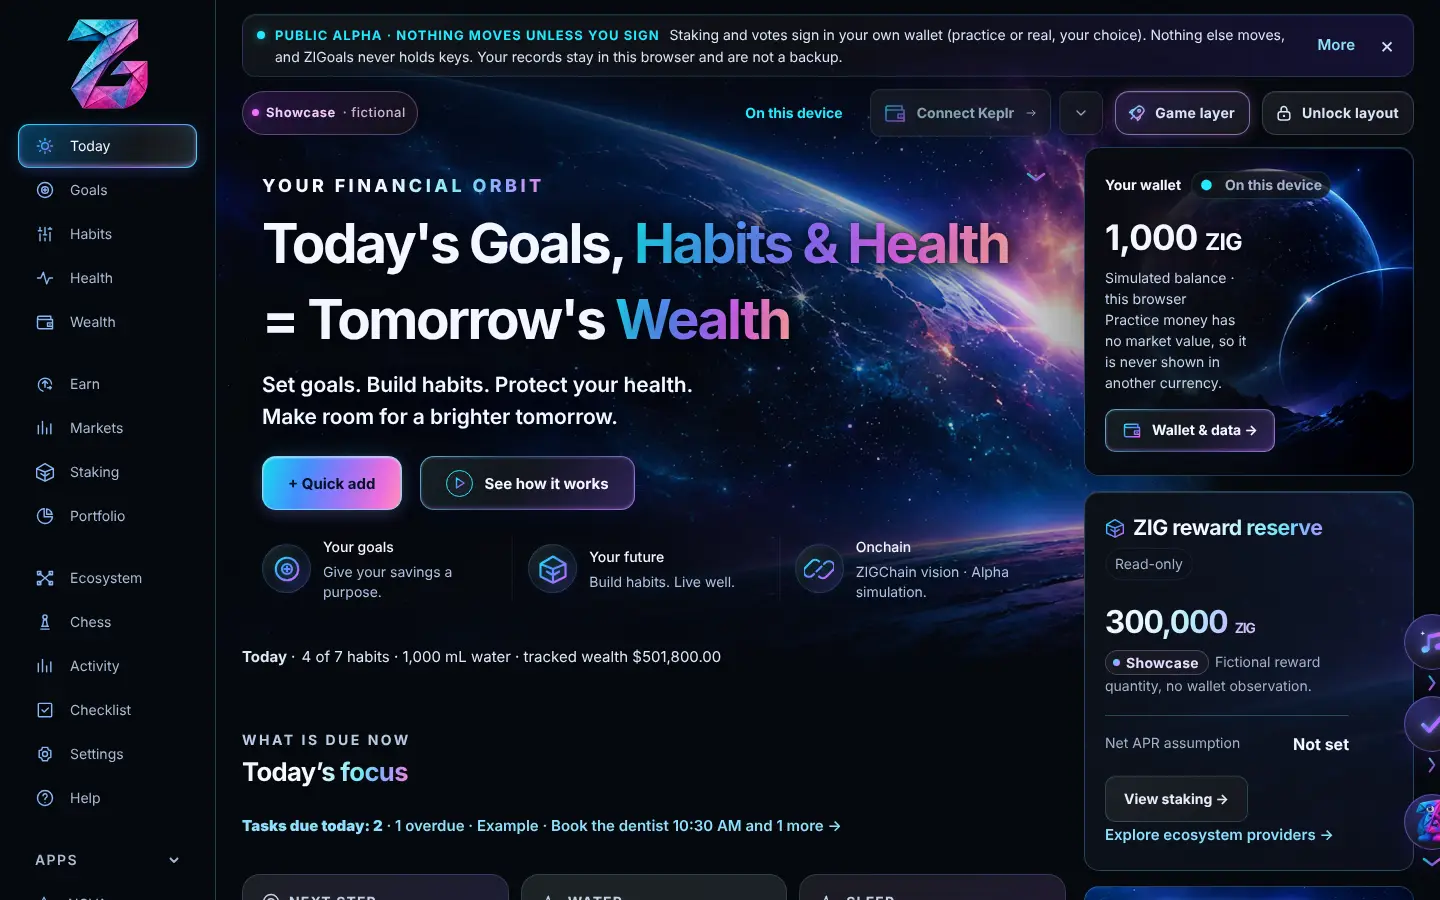 PUBLIC ALPHA · NOTHING MOVES UNLESS YOU SIGN Staking and votes sign in your own wallet (practice or real, your choice). Nothing else moves,
and ZIGoals never holds keys. Your records stay in this browser and are not a backup.
More
×
Showcase · fictional
On this device
Connect Keplr →
Game layer
Unlock layout
Today
Goals
Habits
Health
Wealth
Earn
Markets
Staking
Portfolio
Ecosystem
Chess
Activity
Checklist
Settings
Help
APPS
YOUR FINANCIAL ORBIT
Today's Goals, Habits & Health
= Tomorrow's Wealth
Set goals. Build habits. Protect your health.
Make room for a brighter tomorrow.
+ Quick add
See how it works
Your goals
Give your savings a
purpose.
Your future
Build habits. Live well.
Onchain
ZIGChain vision · Alpha
simulation.
Today · 4 of 7 habits · 1,000 mL water · tracked wealth $501,800.00
WHAT IS DUE NOW
Today’s focus
Tasks due today: 2 · 1 overdue · Example · Book the dentist 10:30 AM and 1 more →
NEXT STEP
WATER
SLEEP
Your wallet
On this device
1,000 ZIG
Simulated balance ·
this browser
Practice money has
no market value, so it
is never shown in
another currency.
Wallet & data →
ZIG reward reserve
Read-only
300,000 ZIG
Showcase Fictional reward
quantity, no wallet observation.
Net APR assumption
Not set
View staking →
Explore ecosystem providers →